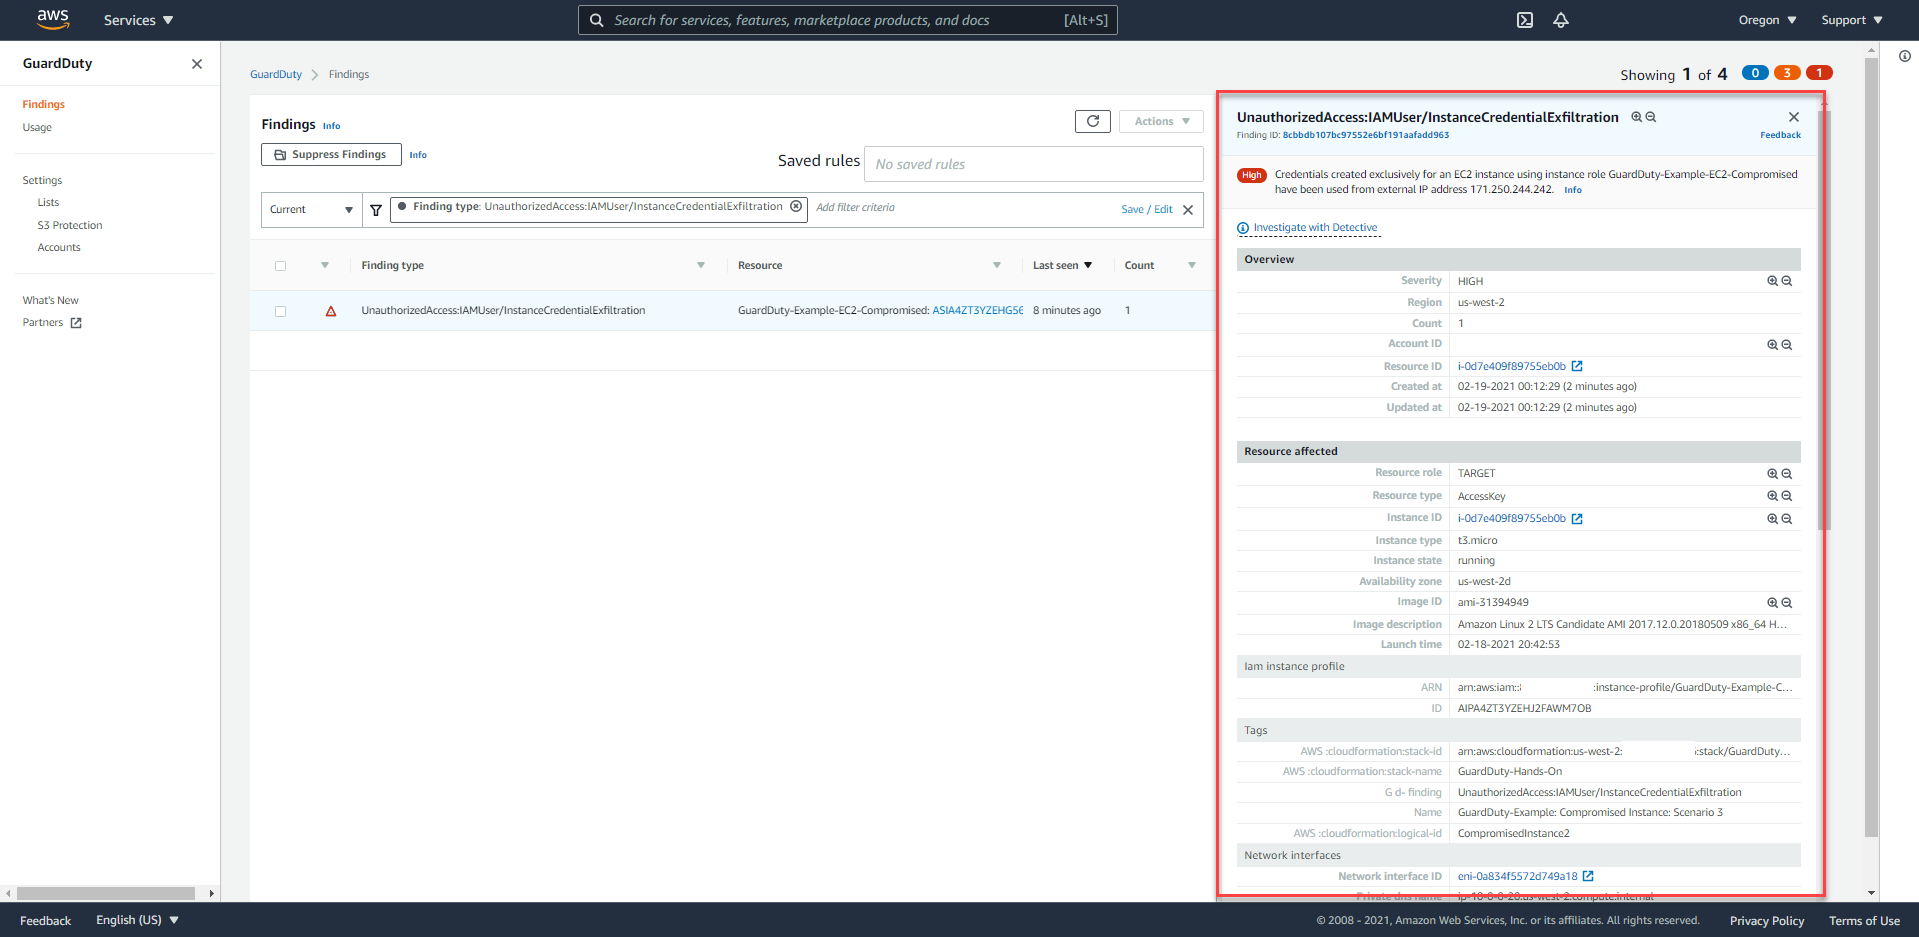 aws
Services
Search for services, features, marketplace products, and docs [Alt+S]
Oregon
Support
GuardDuty
Findings
Usage
Settings
Lists
S3 Protection
Accounts
What's New
Partners
GuardDuty Findings
Showing 1 of 4 0 3 1
Findings Info
Actions
Suppress Findings Info
Saved rules No saved rules
Current Finding type: UnauthorizedAccess:IAMUser/InstanceCredentialExfiltration Add filter criteria Save / Edit
Finding type Resource Last seen Count
UnauthorizedAccess:IAMUser/InstanceCredentialExfiltration GuardDuty-Example-EC2-Compromised: ASIA4ZT3YZEHG5 8 minutes ago 1
UnauthorizedAccess:IAMUser/InstanceCredentialExfiltration
Finding ID: 8cbbdb107bc97552e6bf191aafadd963 Feedback
High Credentials created exclusively for an EC2 instance using instance role GuardDuty-Example-EC2-Compromised
have been used from external IP address 171.250.244.242. Info
Investigate with Detective
Overview
Severity HIGH
Region us-west-2
Count 1
Account ID
Resource ID i-0d7e409f89755eb0b
Created at 02-19-2021 00:12:29 (2 minutes ago)
Updated at 02-19-2021 00:12:29 (2 minutes ago)
Resource affected
Resource role TARGET
Resource type AccessKey
Instance ID i-0d7e409f89755eb0b
Instance type t3.micro
Instance state running
Availability zone us-west-2d
Image ID ami-31394949
Image description Amazon Linux 2 LTS Candidate AMI 2017.12.0.20180509 x86_64 H...
Launch time 02-18-2021 20:42:53
Iam instance profile
ARN arn:aws:iam:: :instance-profile/GuardDuty-Example-C...
ID AIPA4ZT3YZEHJ2FAWM7OB
Tags
AWS :cloudformation:stack-id arn:aws:cloudformation:us-west-2: :stack/GuardDuty...
AWS :cloudformation:stack-name GuardDuty-Hands-On
G d- finding UnauthorizedAccess:IAMUser/InstanceCredentialExfiltration
Name GuardDuty-Example: Compromised Instance: Scenario 3
AWS :cloudformation:logical-id CompromisedInstance2
Network interfaces
Network interface ID eni-0a834f5572d749a18
Private dns name ip-10-0-0-20.us-west-2.compute.internal
Feedback English (US)
© 2008 - 2021, Amazon Web Services, Inc. or its affiliates. All rights reserved. Privacy Policy Terms of Use